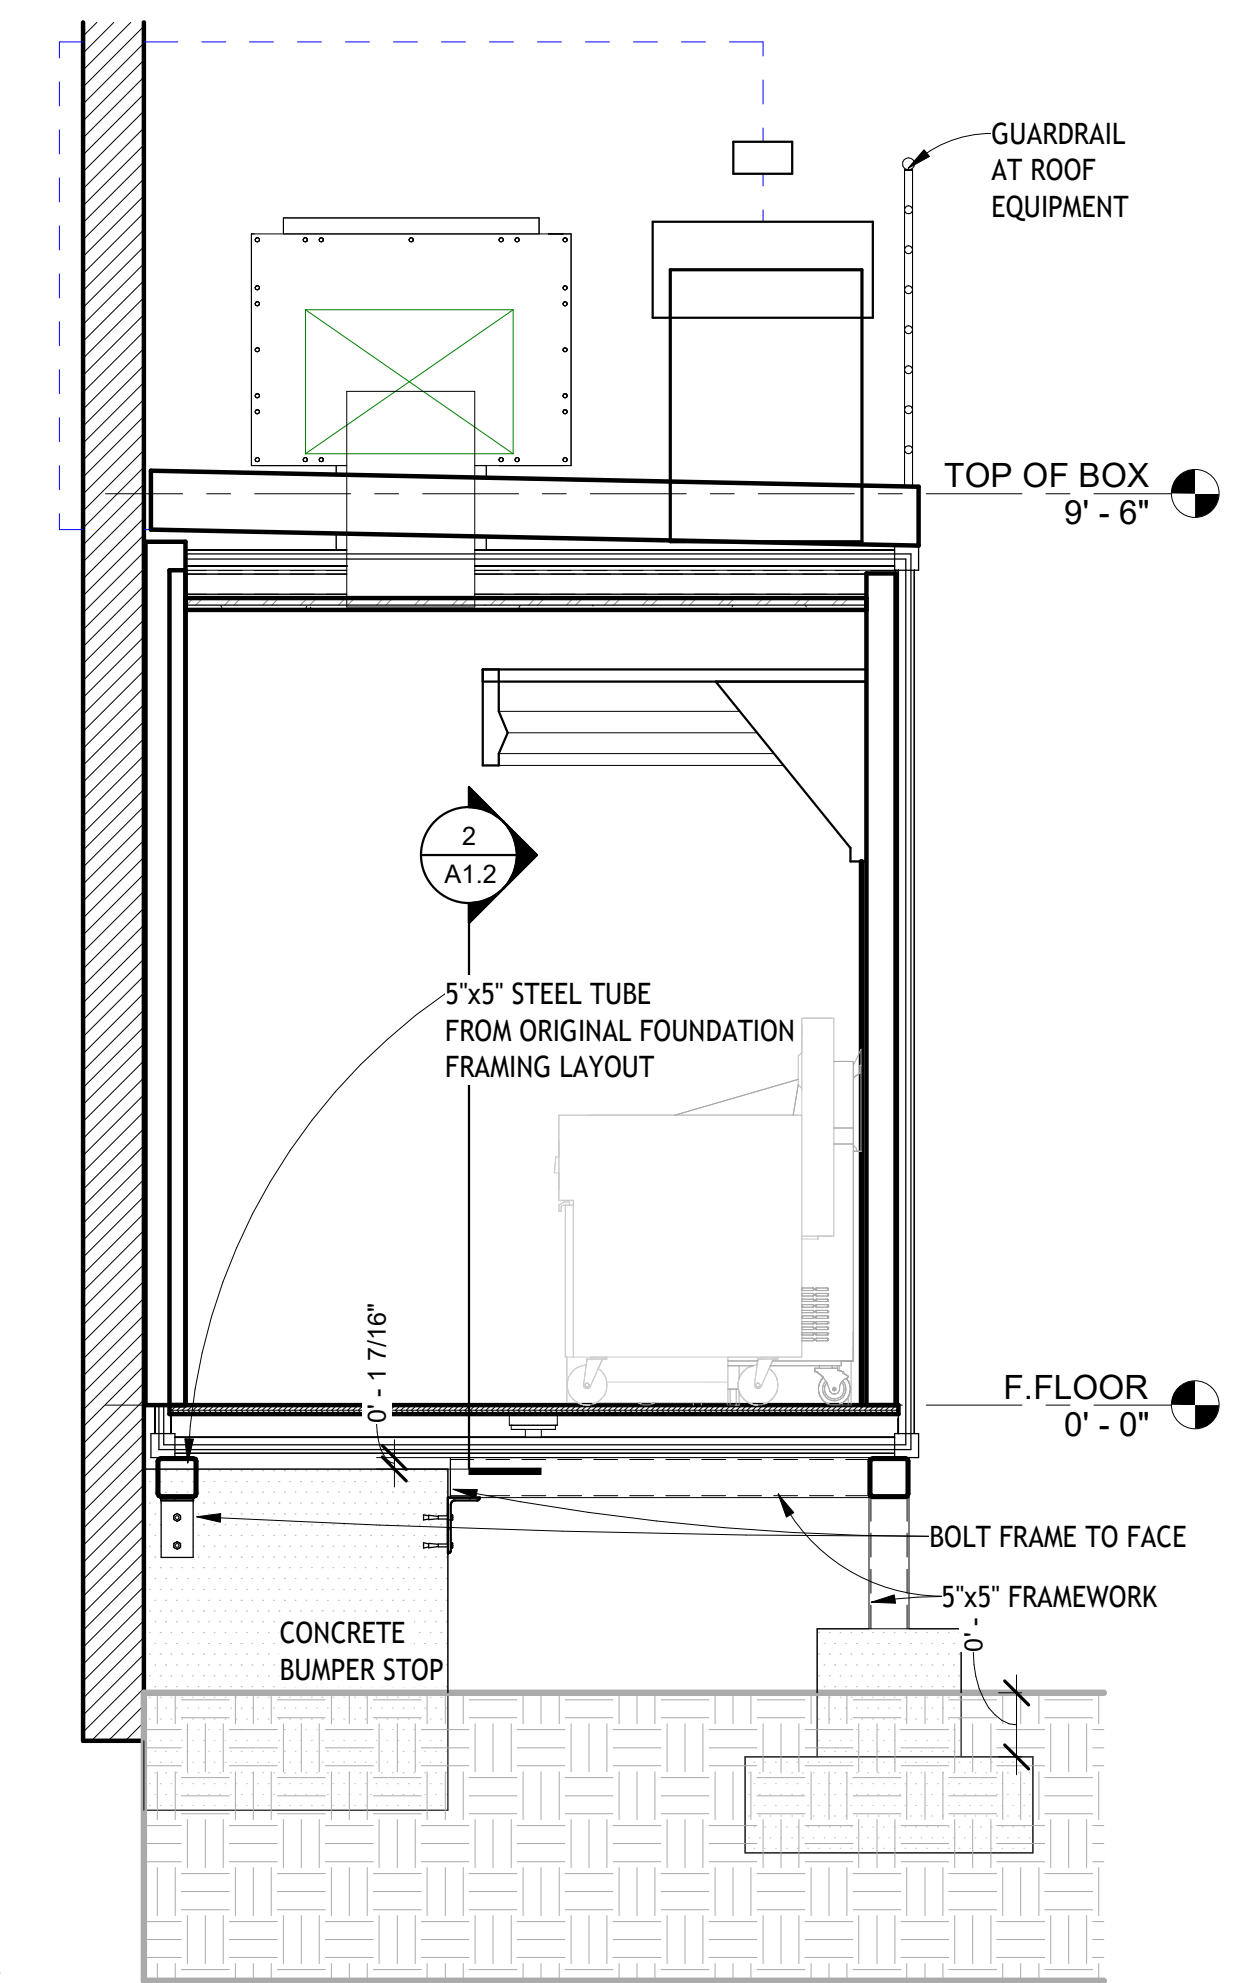 GUARDRAIL
AT ROOF
EQUIPMENT
TOP OF BOX
9' - 6"
2
A1.2
5"x5" STEEL TUBE
FROM ORIGINAL FOUNDATION
FRAMING LAYOUT
0' - 1 7/16"
F.FLOOR
0' - 0"
BOLT FRAME TO FACE
5"x5" FRAMEWORK
0' -
CONCRETE
BUMPER STOP